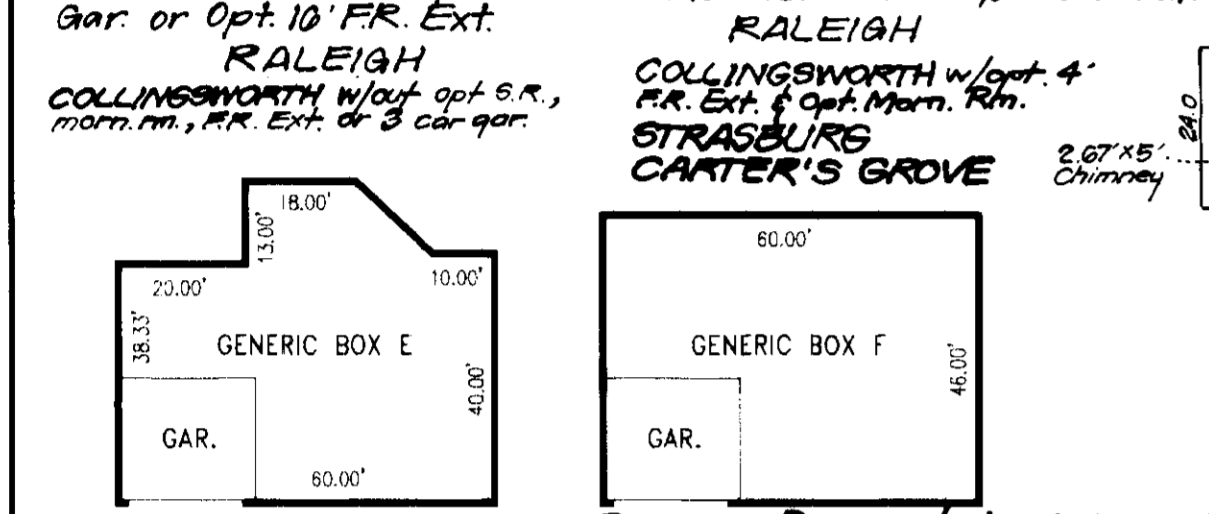 Gar. or Opt. 16' F.R. Ext.
RALEIGH
COLLINGSWORTH w/out opt S.R.,
morn. rm., F.R. Ext. or 3 car gar.
RALEIGH
COLLINGSWORTH w/opt. 4'
F.R. Ext. & Opt. Morn. Rm.
STRASBURG
CARTER'S GROVE
2.67'x5'
Chimney
24.0
18.00'
13.00'
20.00'
10.00'
38.33'
GENERIC BOX E
40.00'
GAR.
60.00'
60.00'
GENERIC BOX F
46.00'
GAR.